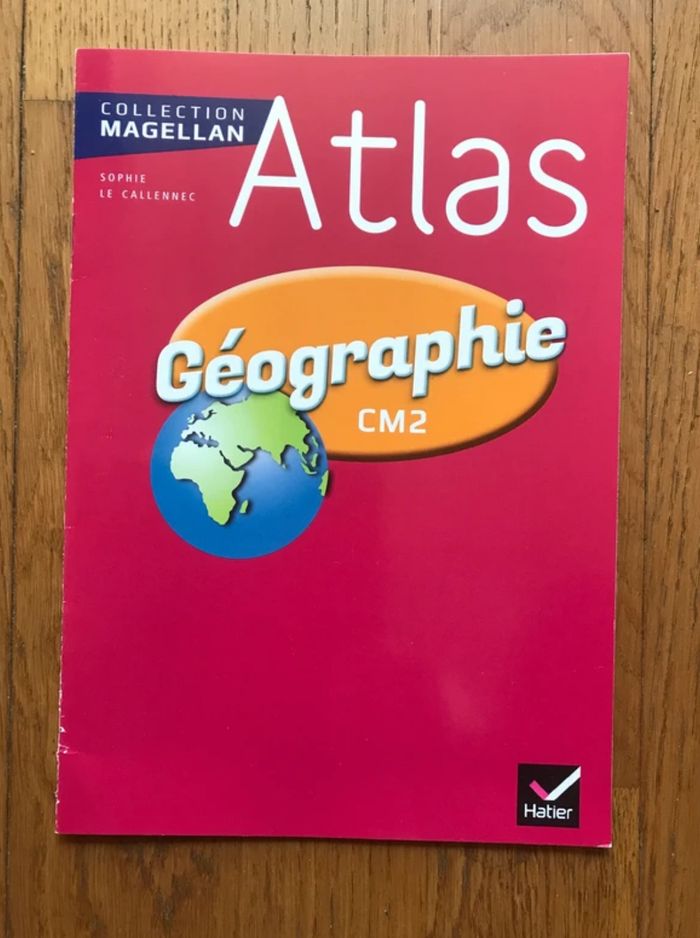 COLLECTION
MAGELLAN
Atlas
SOPHIE
LE CALLENNEC
Géographie
CM2
Hatier